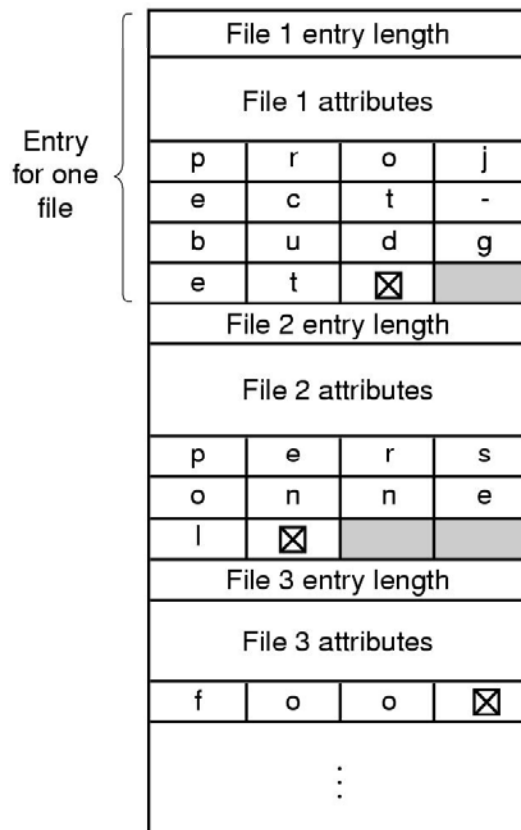 File 1 entry length
File 1 attributes
Entry
for one
file
p r o j
e c t -
b u d g
e t ☒
File 2 entry length
File 2 attributes
p e r s
o n n e
l ☒
File 3 entry length
File 3 attributes
f o o ☒
⋮